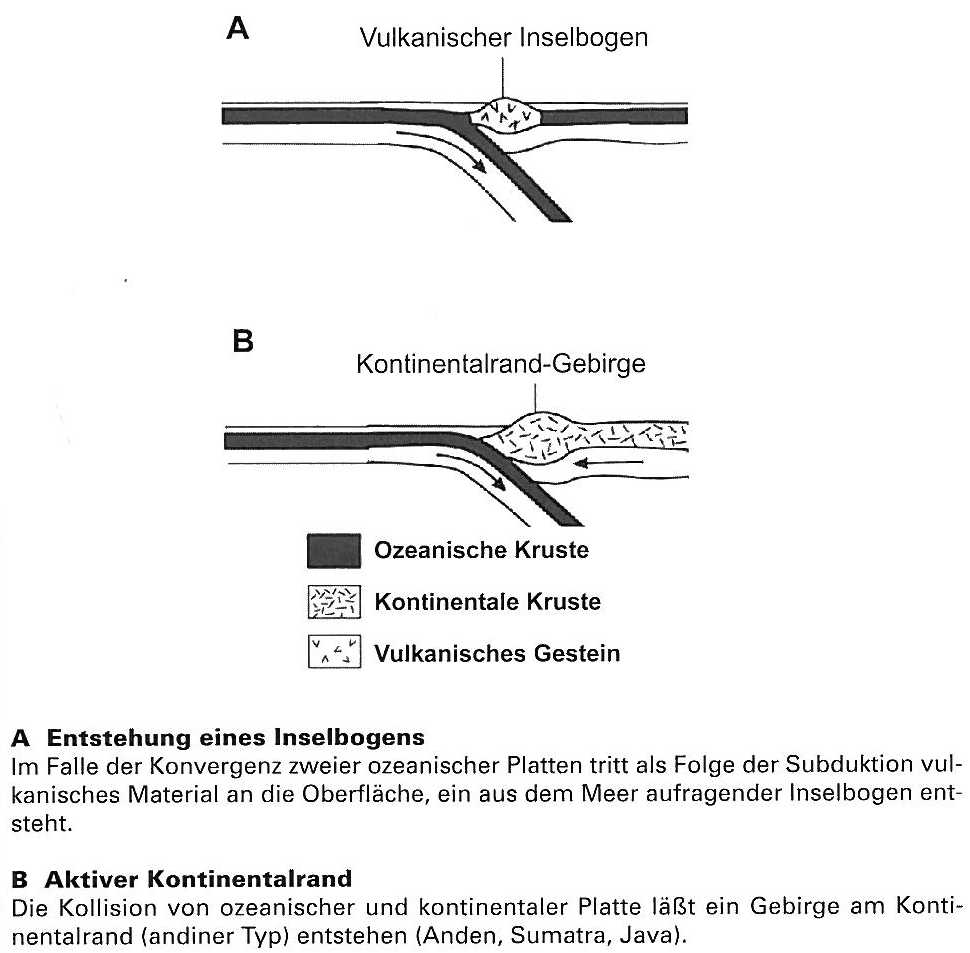 A
Vulkanischer Inselbogen
B
Kontinentalrand-Gebirge
Ozeanische Kruste
Kontinentale Kruste
Vulkanisches Gestein
A Entstehung eines Inselbogens
Im Falle der Konvergenz zweier ozeanischer Platten tritt als Folge der Subduktion vul-
kanisches Material an die Oberfläche, ein aus dem Meer aufragender Inselbogen ent-
steht.
B Aktiver Kontinentalrand
Die Kollision von ozeanischer und kontinentaler Platte läßt ein Gebirge am Konti-
nentalrand (andiner Typ) entstehen (Anden, Sumatra, Java).